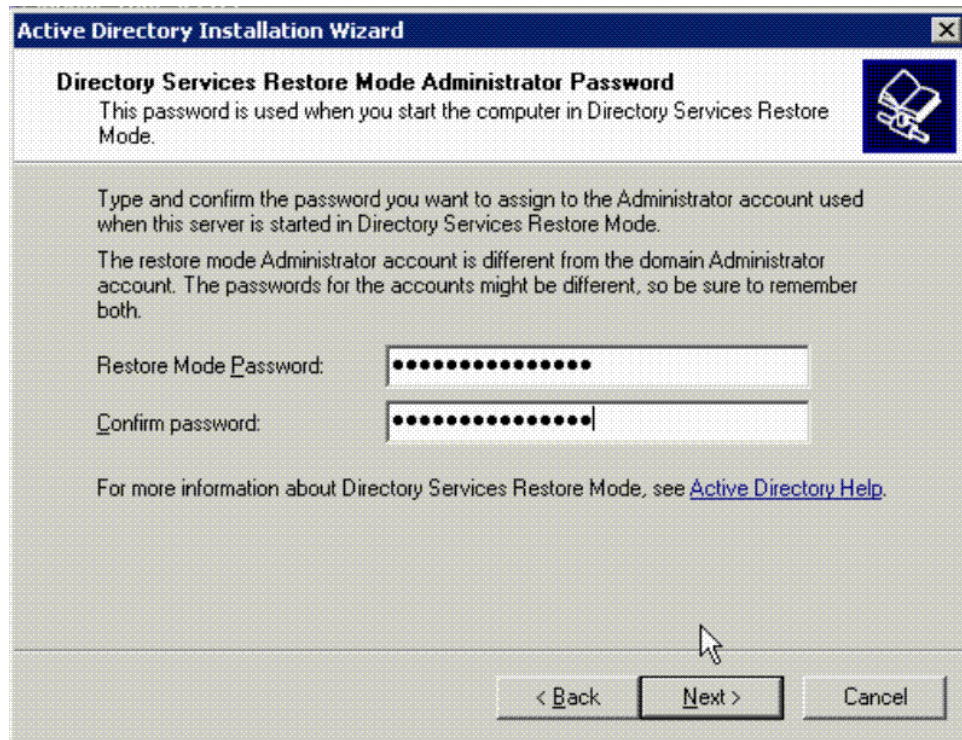 Active Directory Installation Wizard
Directory Services Restore Mode Administrator Password
This password is used when you start the computer in Directory Services Restore
Mode.
Type and confirm the password you want to assign to the Administrator account used
when this server is started in Directory Services Restore Mode.
The restore mode Administrator account is different from the domain Administrator
account. The passwords for the accounts might be different, so be sure to remember
both.
Restore Mode Password: •••••••••••••••
Confirm password: •••••••••••••••
For more information about Directory Services Restore Mode, see Active Directory Help.
< Back Next > Cancel